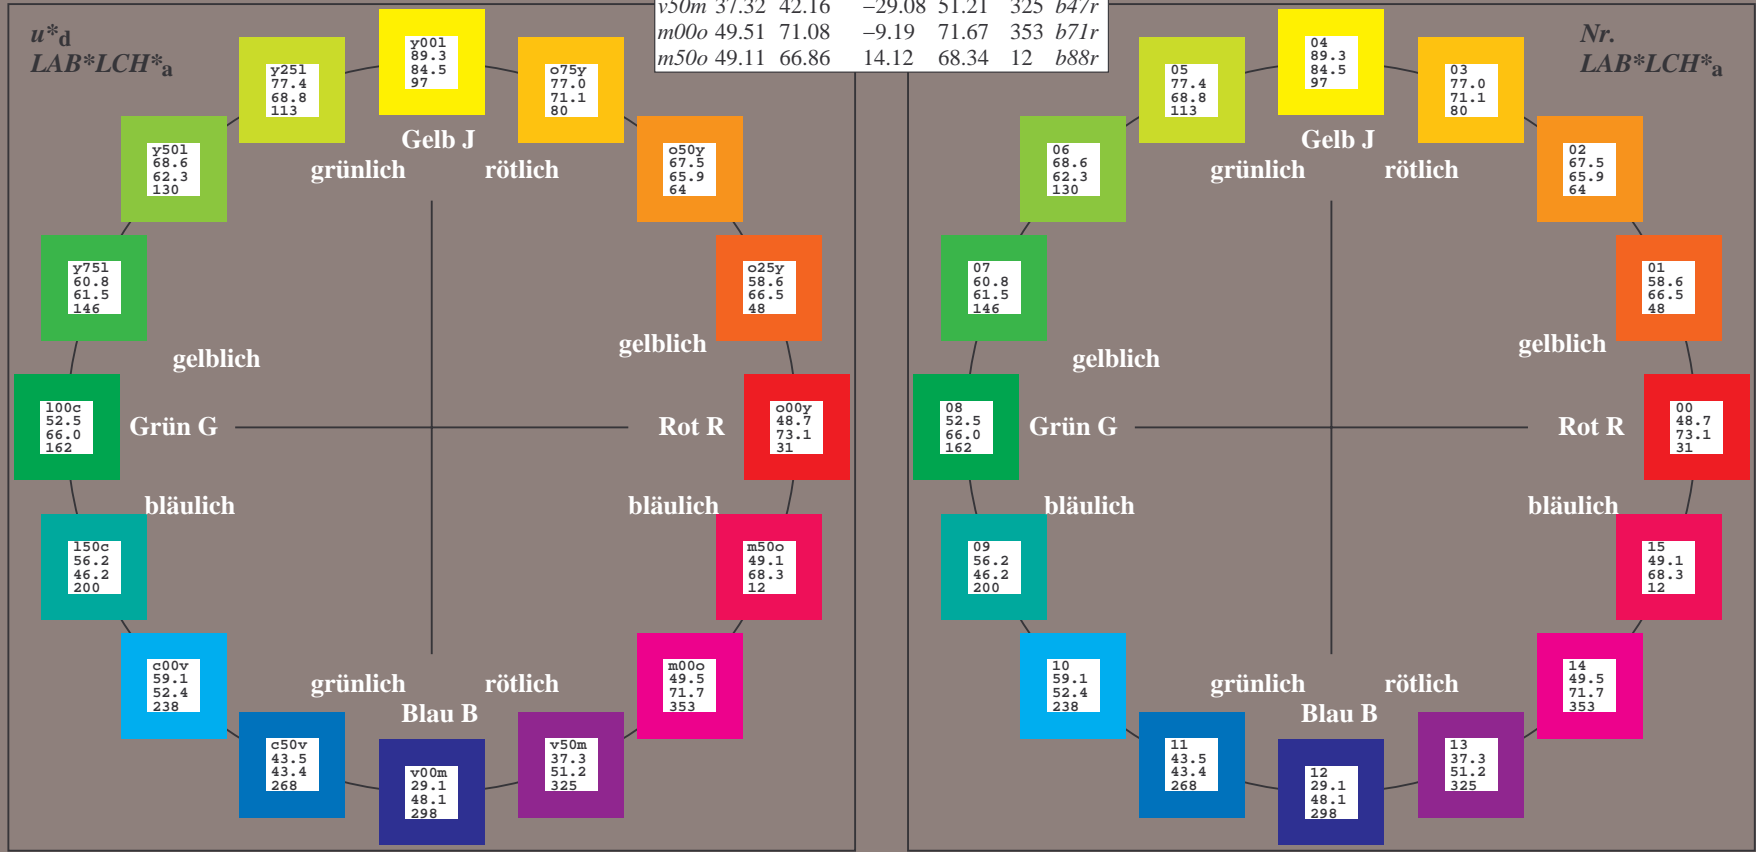 v50m 37.32 42.16 −29.08 51.21 325 b47r
m00o 49.51 71.08 −9.19 71.67 353 b71r
m50o 49.11 66.86 14.12 68.34 12 b88r
u*d
LAB*LCH*a
y00l
89.3
84.5
97
y25l
77.4
68.8
113
o75y
77.0
71.1
80
Gelb J
grünlich rötlich
y50l
68.6
62.3
130
o50y
67.5
65.9
64
y75l
60.8
61.5
146
o25y
58.6
66.5
48
gelblich
gelblich
l00c
52.5
66.0
162
Grün G
Rot R
o00y
48.7
73.1
31
bläulich
bläulich
l50c
56.2
46.2
200
m50o
49.1
68.3
12
c00v
59.1
52.4
238
m00o
49.5
71.7
353
grünlich rötlich
Blau B
c50v
43.5
43.4
268
v00m
29.1
48.1
298
v50m
37.3
51.2
325
Nr.
LAB*LCH*a
04
89.3
84.5
97
05
77.4
68.8
113
03
77.0
71.1
80
Gelb J
grünlich rötlich
06
68.6
62.3
130
02
67.5
65.9
64
07
60.8
61.5
146
01
58.6
66.5
48
gelblich
gelblich
08
52.5
66.0
162
Grün G
Rot R
00
48.7
73.1
31
bläulich
bläulich
09
56.2
46.2
200
15
49.1
68.3
12
10
59.1
52.4
238
14
49.5
71.7
353
grünlich rötlich
Blau B
11
43.5
43.4
268
12
29.1
48.1
298
13
37.3
51.2
325